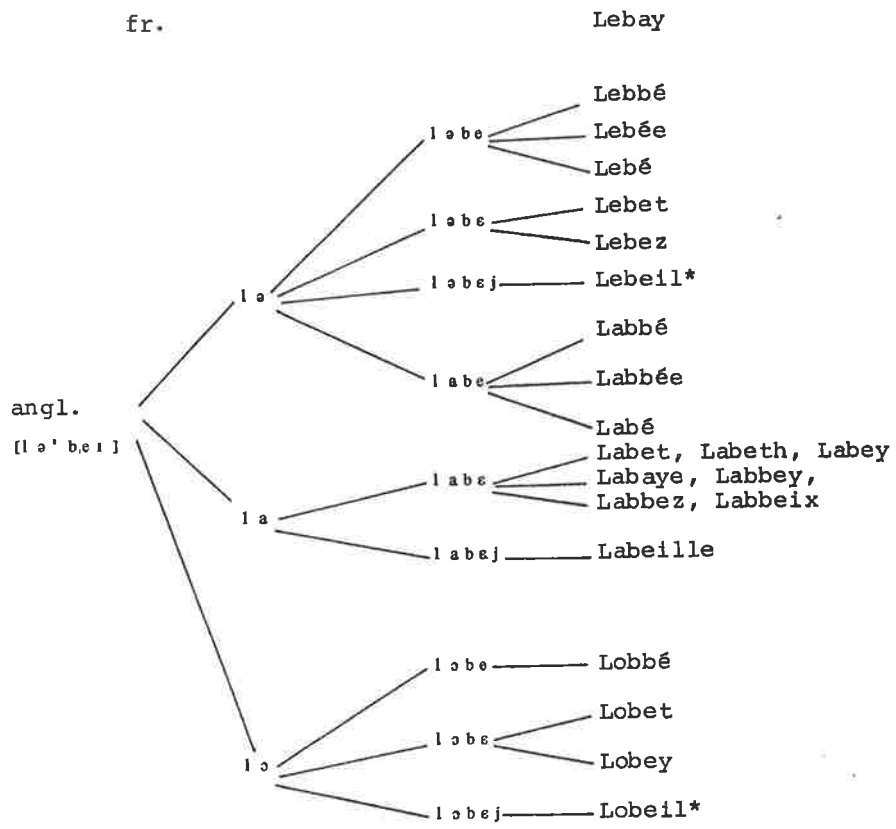 fr.
Lebay
Lebbé
ləbe
Lebée
Lebé
Lebet
ləbɛ
Lebez
lə
ləbɛj
Lebeil*
Labbé
labe
Labbée
angl.
[lə'b,eɪ]
Labé
Labet, Labeth, Labey
labɛ
Labaye, Labbey,
Labbez, Labbeix
la
labɛj
Labeille
lɔbe
Lobbé
Lobet
lɔbɛ
Lobey
lɔ
lɔbɛj
Lobeil*